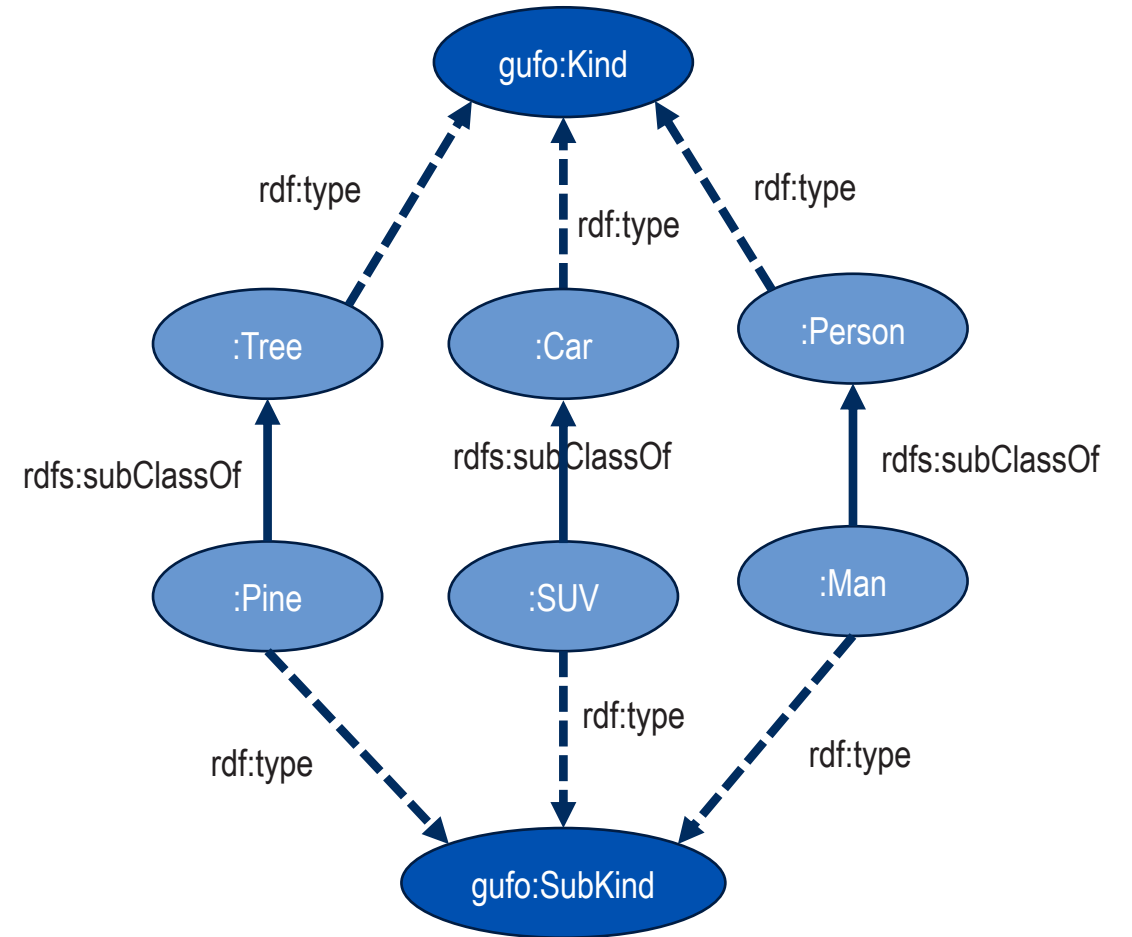 gufo:Kind
rdf:type
rdf:type
rdf:type
:Tree
:Car
:Person
rdfs:subClassOf
rdfs:subClassOf
rdfs:subClassOf
:Pine
:SUV
:Man
rdf:type
rdf:type
rdf:type
gufo:SubKind